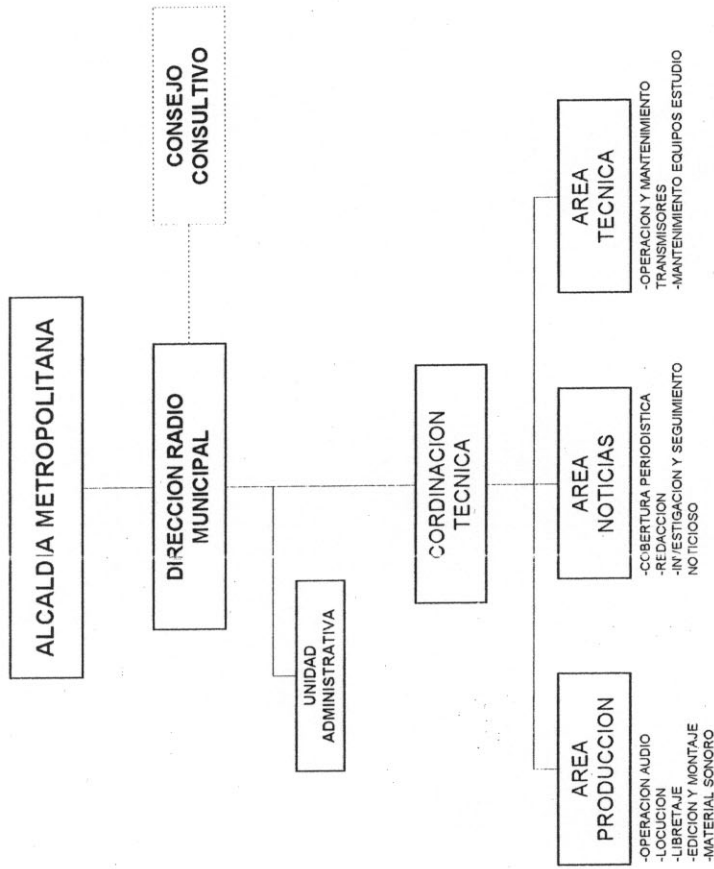 ALCALDIA METROPOLITANA
DIRECCION RADIO
MUNICIPAL
CONSEJO
CONSULTIVO
UNIDAD
ADMINISTRATIVA
CORDINACION
TECNICA
AREA
PRODUCCION
-OPERACION AUDIO
-LOCUCION
-LIBRETAJE
-EDICION Y MONTAJE
-MATERIAL SONORO
AREA
NOTICIAS
-COBERTURA PERIODISTICA
-REDACCION
-INVESTIGACION Y SEGUIMIENTO
NOTICIOSO
AREA
TECNICA
-OPERACION Y MANTENIMIENTO
TRANSMISORES
-MANTENIMIENTO EQUIPOS ESTUDIO